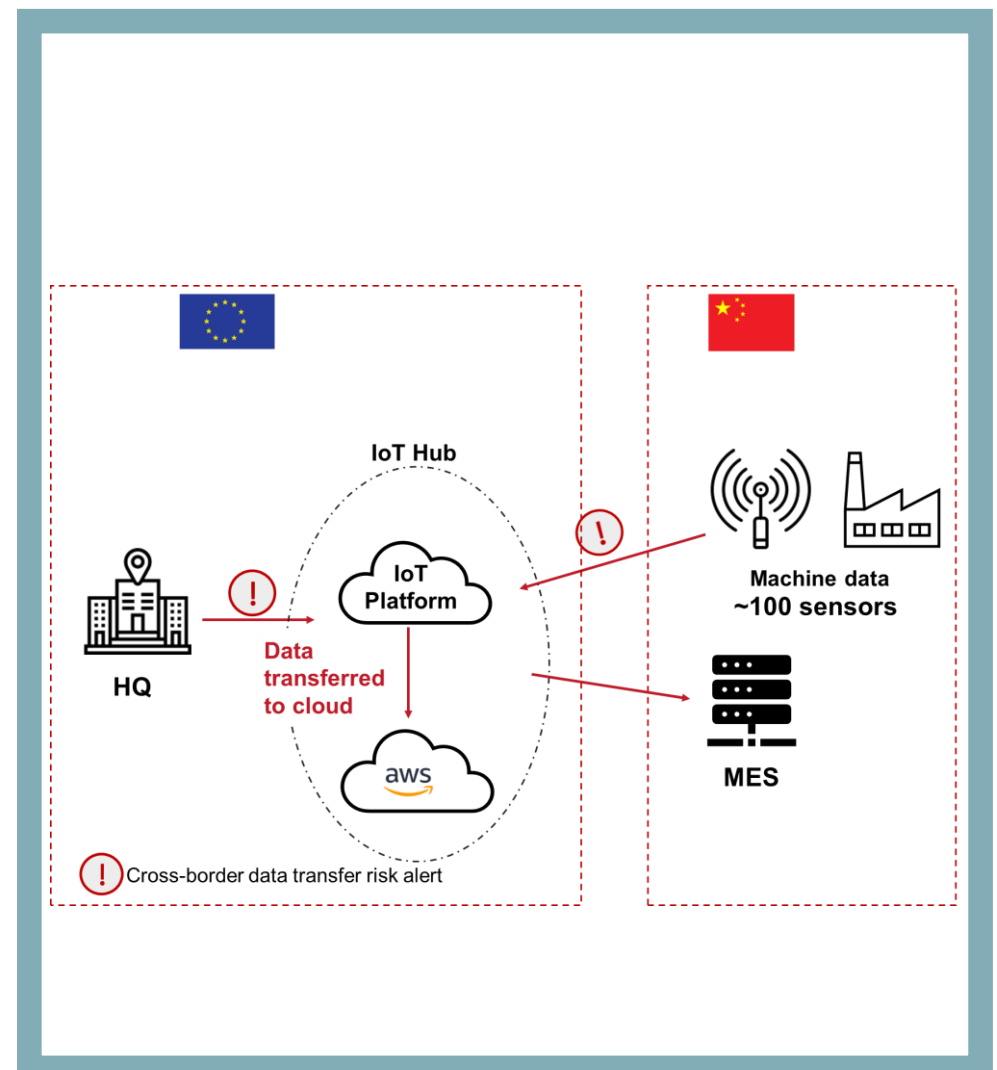 IoT Hub
IoT
Platform
Machine data
~100 sensors
Data
transferred
to cloud
HQ
MES
aws
! Cross-border data transfer risk alert
!
!